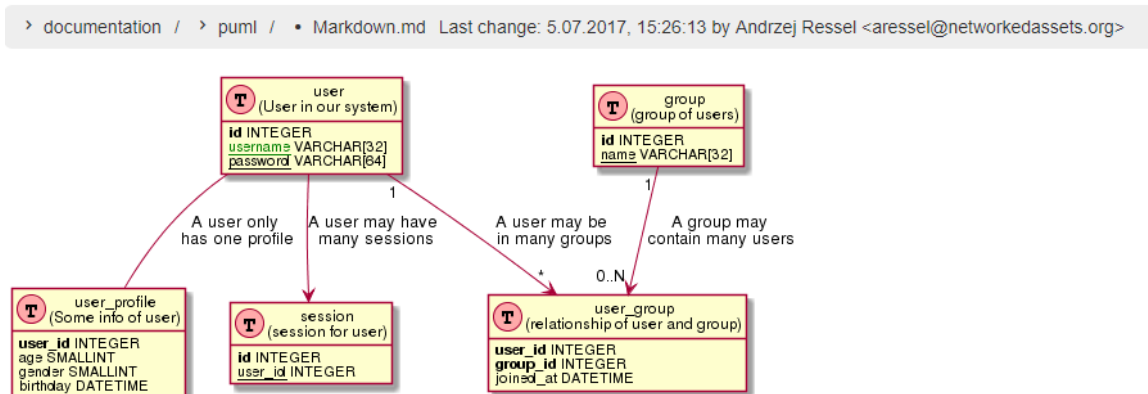 documentation / puml / • Markdown.md Last change: 5.07.2017, 15:26:13 by Andrzej Ressel <aressel@networkedassets.org>
T user
(User in our system)
id INTEGER
username VARCHAR[32]
password VARCHAR[64]
T group
(group of users)
id INTEGER
name VARCHAR[32]
1
1
A user only
has one profile
A user may have
many sessions
A user may be
in many groups
A group may
contain many users
*
0..N
T user_profile
(Some info of user)
user_id INTEGER
age SMALLINT
gender SMALLINT
birthday DATETIME
T session
(session for user)
id INTEGER
user_id INTEGER
T user_group
(relationship of user and group)
user_id INTEGER
group_id INTEGER
joined_at DATETIME